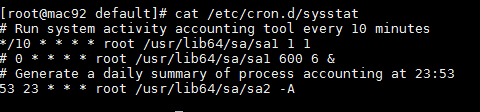 [root@mac92 default]# cat /etc/cron.d/sysstat
# Run system activity accounting tool every 10 minutes
*/10 * * * * root /usr/lib64/sa/sa1 1 1
# 0 * * * * root /usr/lib64/sa/sa1 600 6 &
# Generate a daily summary of process accounting at 23:53
53 23 * * * root /usr/lib64/sa/sa2 -A